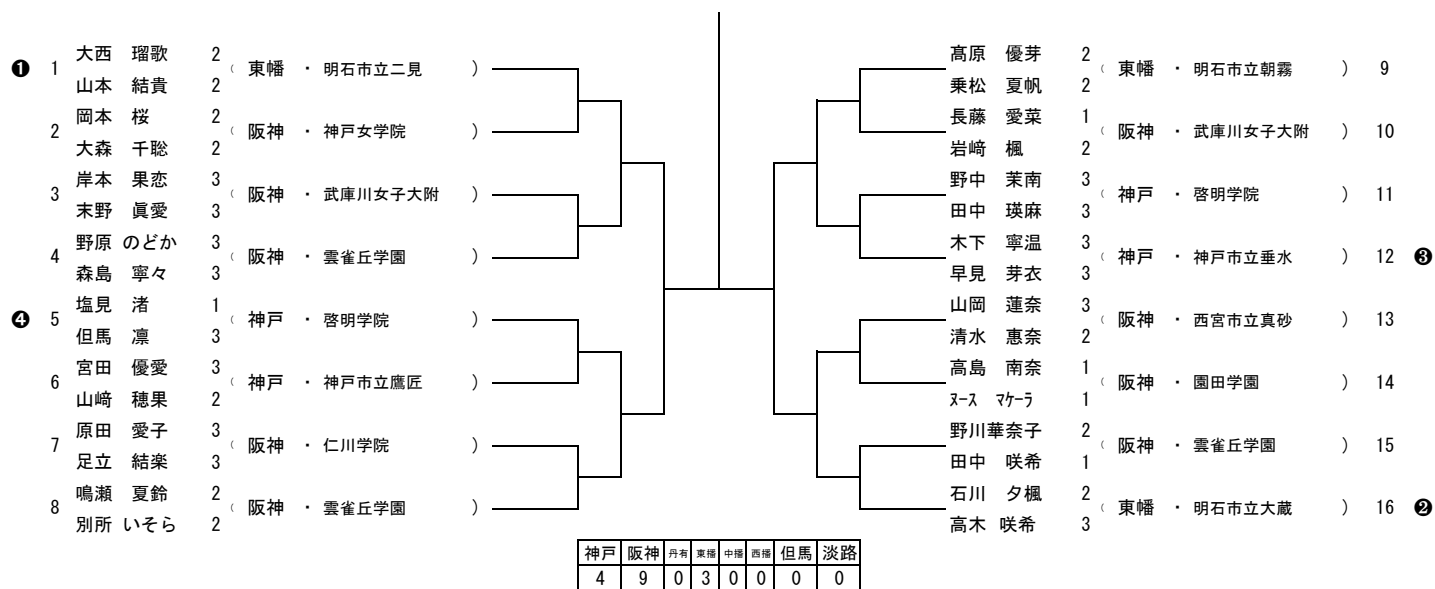 大西 瑠歌 2
❶ 1 ( 東幡 ・ 明石市立二見 )
山本 結貴 2
岡本 桜 2
2 ( 阪神 ・ 神戸女学院 )
大森 千聡 2
岸本 果恋 3
3 ( 阪神 ・ 武庫川女子大附 )
末野 眞愛 3
野原 のどか 3
4 ( 阪神 ・ 雲雀丘学園 )
森島 寧々 3
塩見 渚 1
❹ 5 ( 神戸 ・ 啓明学院 )
但馬 凛 3
宮田 優愛 3
6 ( 神戸 ・ 神戸市立鷹匠 )
山﨑 穂果 2
原田 愛子 3
7 ( 阪神 ・ 仁川学院 )
足立 結楽 3
鳴瀬 夏鈴 2
8 ( 阪神 ・ 雲雀丘学園 )
別所 いそら 2
髙原 優芽 2
( 東幡 ・ 明石市立朝霧 ) 9
乗松 夏帆 2
長藤 愛菜 1
( 阪神 ・ 武庫川女子大附 ) 10
岩﨑 楓 2
野中 茉南 3
( 神戸 ・ 啓明学院 ) 11
田中 瑛麻 3
木下 寧温 3
( 神戸 ・ 神戸市立垂水 ) 12 ❸
早見 芽衣 3
山岡 蓮奈 3
( 阪神 ・ 西宮市立真砂 ) 13
清水 惠奈 2
高島 南奈 1
( 阪神 ・ 園田学園 ) 14
ヌース マケーラ 1
野川華奈子 2
( 阪神 ・ 雲雀丘学園 ) 15
田中 咲希 1
石川 夕楓 2
( 東幡 ・ 明石市立大蔵 ) 16 ❷
高木 咲希 3
神戸 阪神 丹有 東播 中播 西播 但馬 淡路
4 9 0 3 0 0 0 0